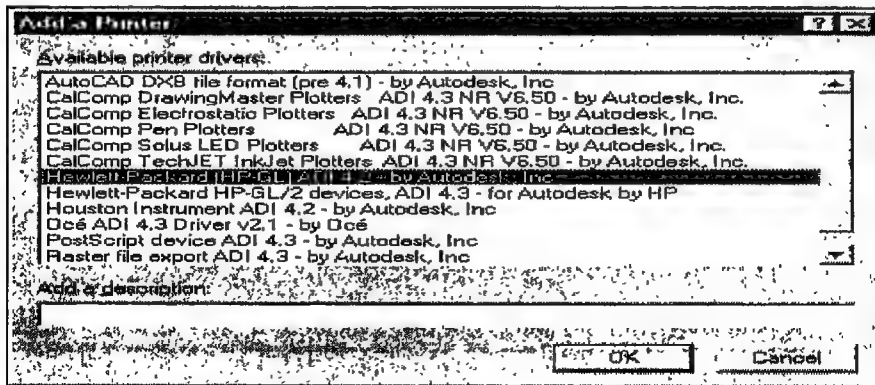 Add a Printer
? ×
Available printer drivers:
AutoCAD DXB file format (pre 4.1) - by Autodesk, Inc
CalComp DrawingMaster Plotters ADI 4.3 NR V6.50 - by Autodesk, Inc.
CalComp Electrostatic Plotters ADI 4.3 NR V6.50 - by Autodesk, Inc.
CalComp Pen Plotters ADI 4.3 NR V6.50 - by Autodesk, Inc.
CalComp Solus LED Plotters ADI 4.3 NR V6.50 - by Autodesk, Inc.
CalComp TechJET InkJet Plotters ADI 4.3 NR V6.50 - by Autodesk, Inc.
Hewlett-Packard (HP-GL) ADI 4.2 - by Autodesk, Inc
Hewlett-Packard HP-GL/2 devices, ADI 4.3 - for Autodesk by HP
Houston Instrument ADI 4.2 - by Autodesk, Inc
Océ ADI 4.3 Driver v2.1 - by Océ
PostScript device ADI 4.3 - by Autodesk, Inc
Raster file export ADI 4.3 - by Autodesk, Inc
Add a description:
OK
Cancel